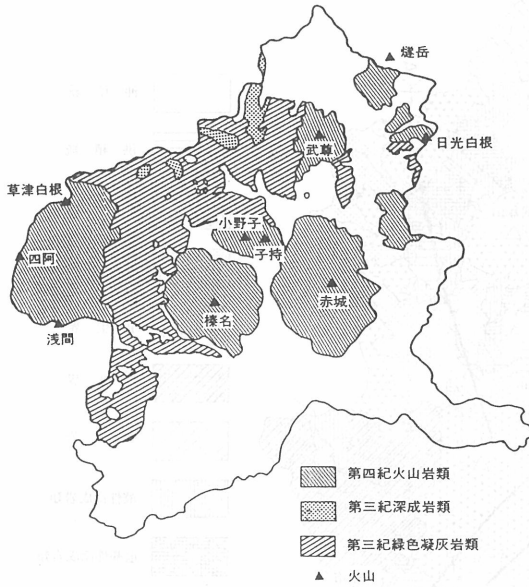 燧岳
日光白根
武尊
草津白根
小野子
子持
四阿
赤城
榛名
浅間
第四紀火山岩類
第三紀深成岩類
第三紀緑色凝灰岩類
火山